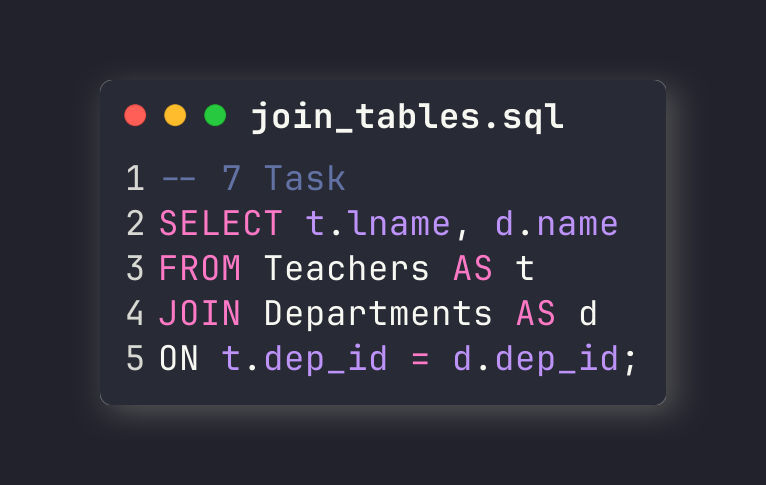 join_tables.sql
1 -- 7 Task
2 SELECT t.lname, d.name
3 FROM Teachers AS t
4 JOIN Departments AS d
5 ON t.dep_id = d.dep_id;